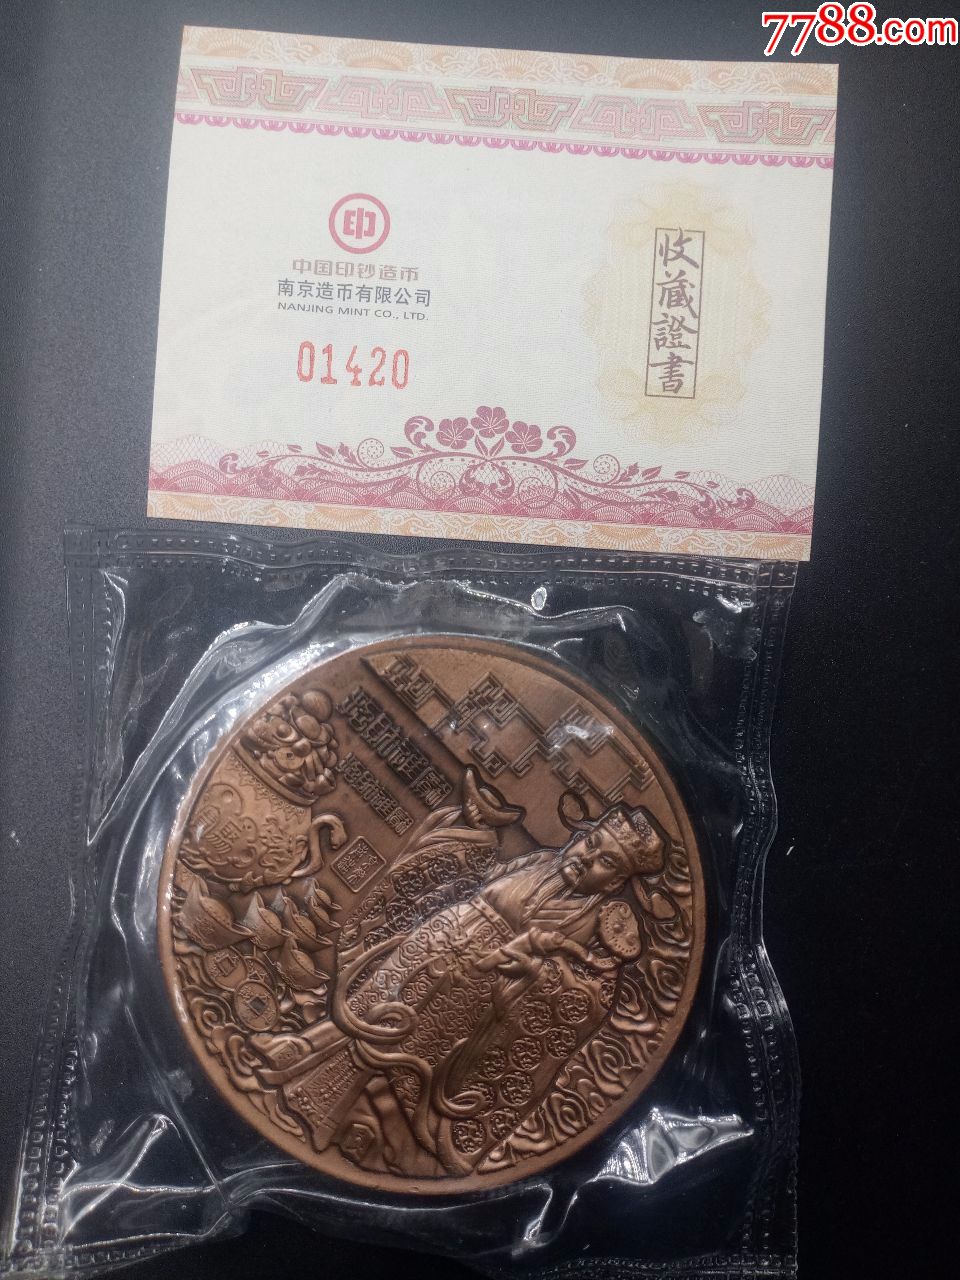 7788.com
中国印钞造币
南京造币有限公司
NANJING MINT CO., LTD.
01420
收藏證書